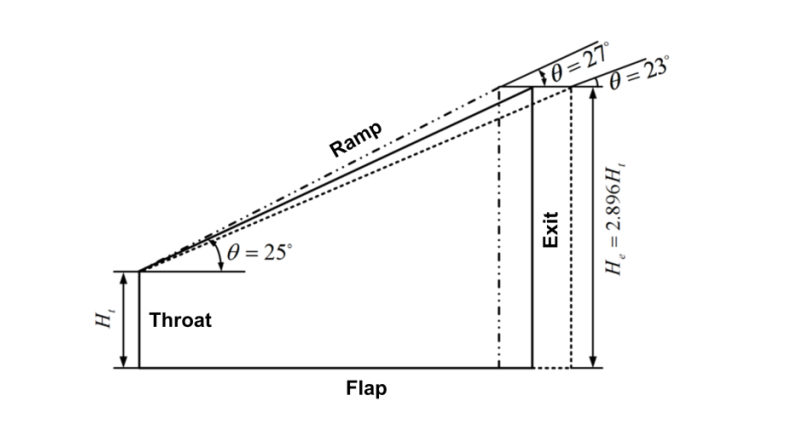 θ = 27°
θ = 23°
Ramp
θ = 25°
H_e = 2.896H_t
Exit
H_t
Throat
Flap